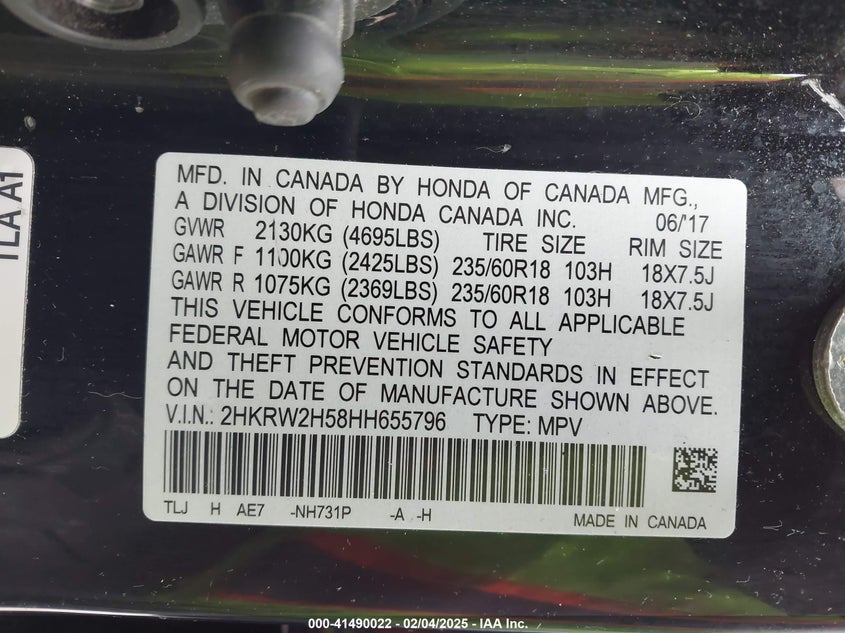 TLA A1
MFD. IN CANADA BY HONDA OF CANADA MFG.,
A DIVISION OF HONDA CANADA INC. 06/'17
GVWR 2130KG (4695LBS) TIRE SIZE RIM SIZE
GAWR F 1100KG (2425LBS) 235/60R18 103H 18X7.5J
GAWR R 1075KG (2369LBS) 235/60R18 103H 18X7.5J
THIS VEHICLE CONFORMS TO ALL APPLICABLE
FEDERAL MOTOR VEHICLE SAFETY
AND THEFT PREVENTION STANDARDS IN EFFECT
ON THE DATE OF MANUFACTURE SHOWN ABOVE.
V.I.N.: 2HKRW2H58HH655796 TYPE: MPV
TLJ H AE7 -NH731P -A -H
MADE IN CANADA
000-41490022 - 02/04/2025 - IAA Inc.